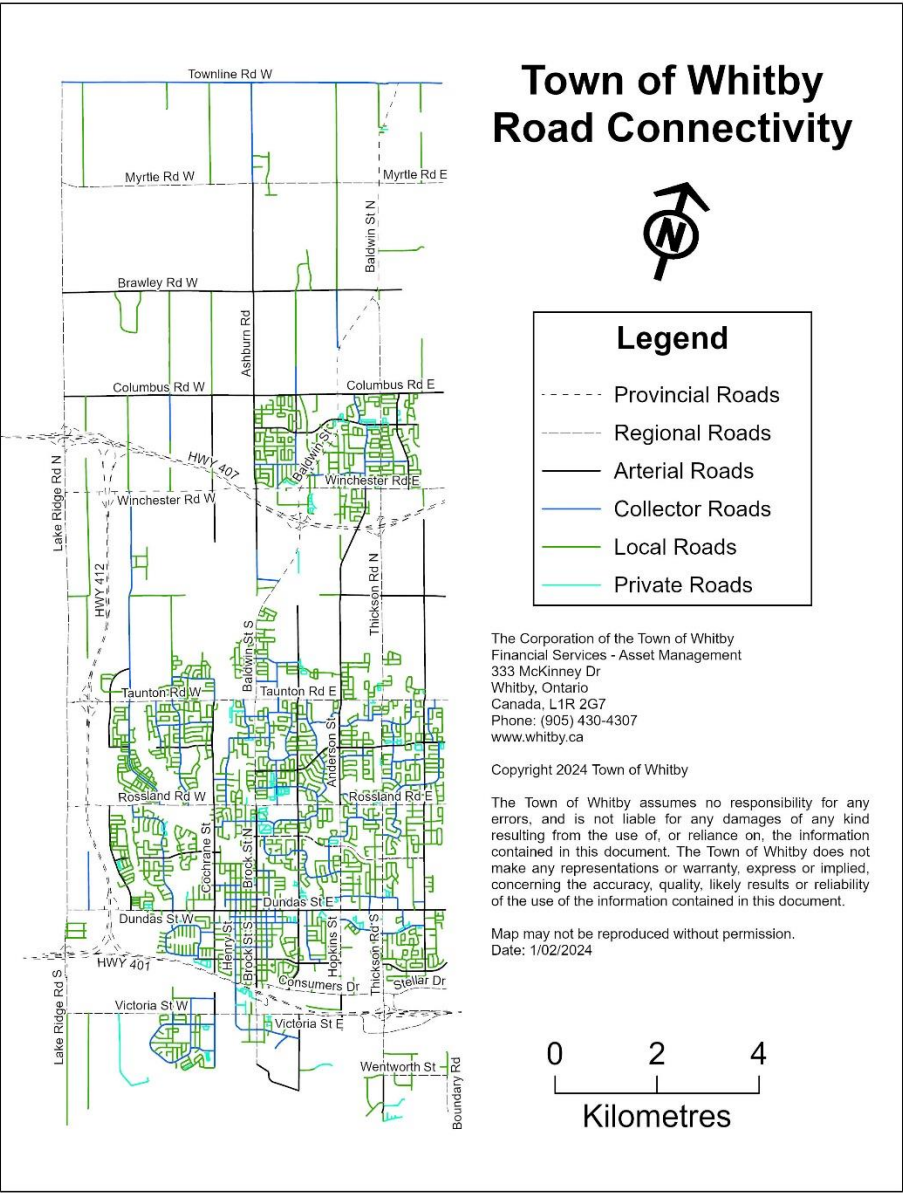 Town of Whitby
Road Connectivity
N
Legend
Provincial Roads
Regional Roads
Arterial Roads
Collector Roads
Local Roads
Private Roads
The Corporation of the Town of Whitby
Financial Services - Asset Management
333 McKinney Dr
Whitby, Ontario
Canada, L1R 2G7
Phone: (905) 430-4307
www.whitby.ca
Copyright 2024 Town of Whitby
The Town of Whitby assumes no responsibility for any
errors, and is not liable for any damages of any kind
resulting from the use of, or reliance on, the information
contained in this document. The Town of Whitby does not
make any representations or warranty, express or implied,
concerning the accuracy, quality, likely results or reliability
of the use of the information contained in this document.
Map may not be reproduced without permission.
Date: 1/02/2024
0 2 4
Kilometres
Townline Rd W
Myrtle Rd W
Myrtle Rd E
Baldwin St N
Brawley Rd W
Ashburn Rd
Columbus Rd W
Columbus Rd E
Baldwin St
HWY 407
Winchester Rd E
Winchester Rd W
Lake Ridge Rd N
HWY 412
Thickson Rd N
Baldwin St S
Taunton Rd W
Taunton Rd E
Anderson St
Rossland Rd W
Rossland Rd E
Cochrane St
Brock St N
Dundas St E
Dundas St W
Henry St
Brock St S
Hopkins St
Thickson Rd S
HWY 401
Consumers Dr
Stellar Dr
Lake Ridge Rd S
Victoria St W
Victoria St E
Wentworth St
Boundary Rd